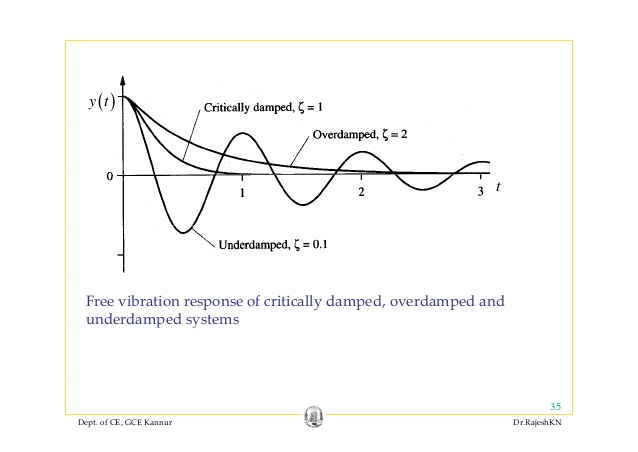 y(t)
Critically damped, ζ = 1
Overdamped, ζ = 2
0
1
2
3
t
Underdamped, ζ = 0.1
Free vibration response of critically damped, overdamped and
underdamped systems
35
Dept. of CE, GCE Kannur
Dr.RajeshKN